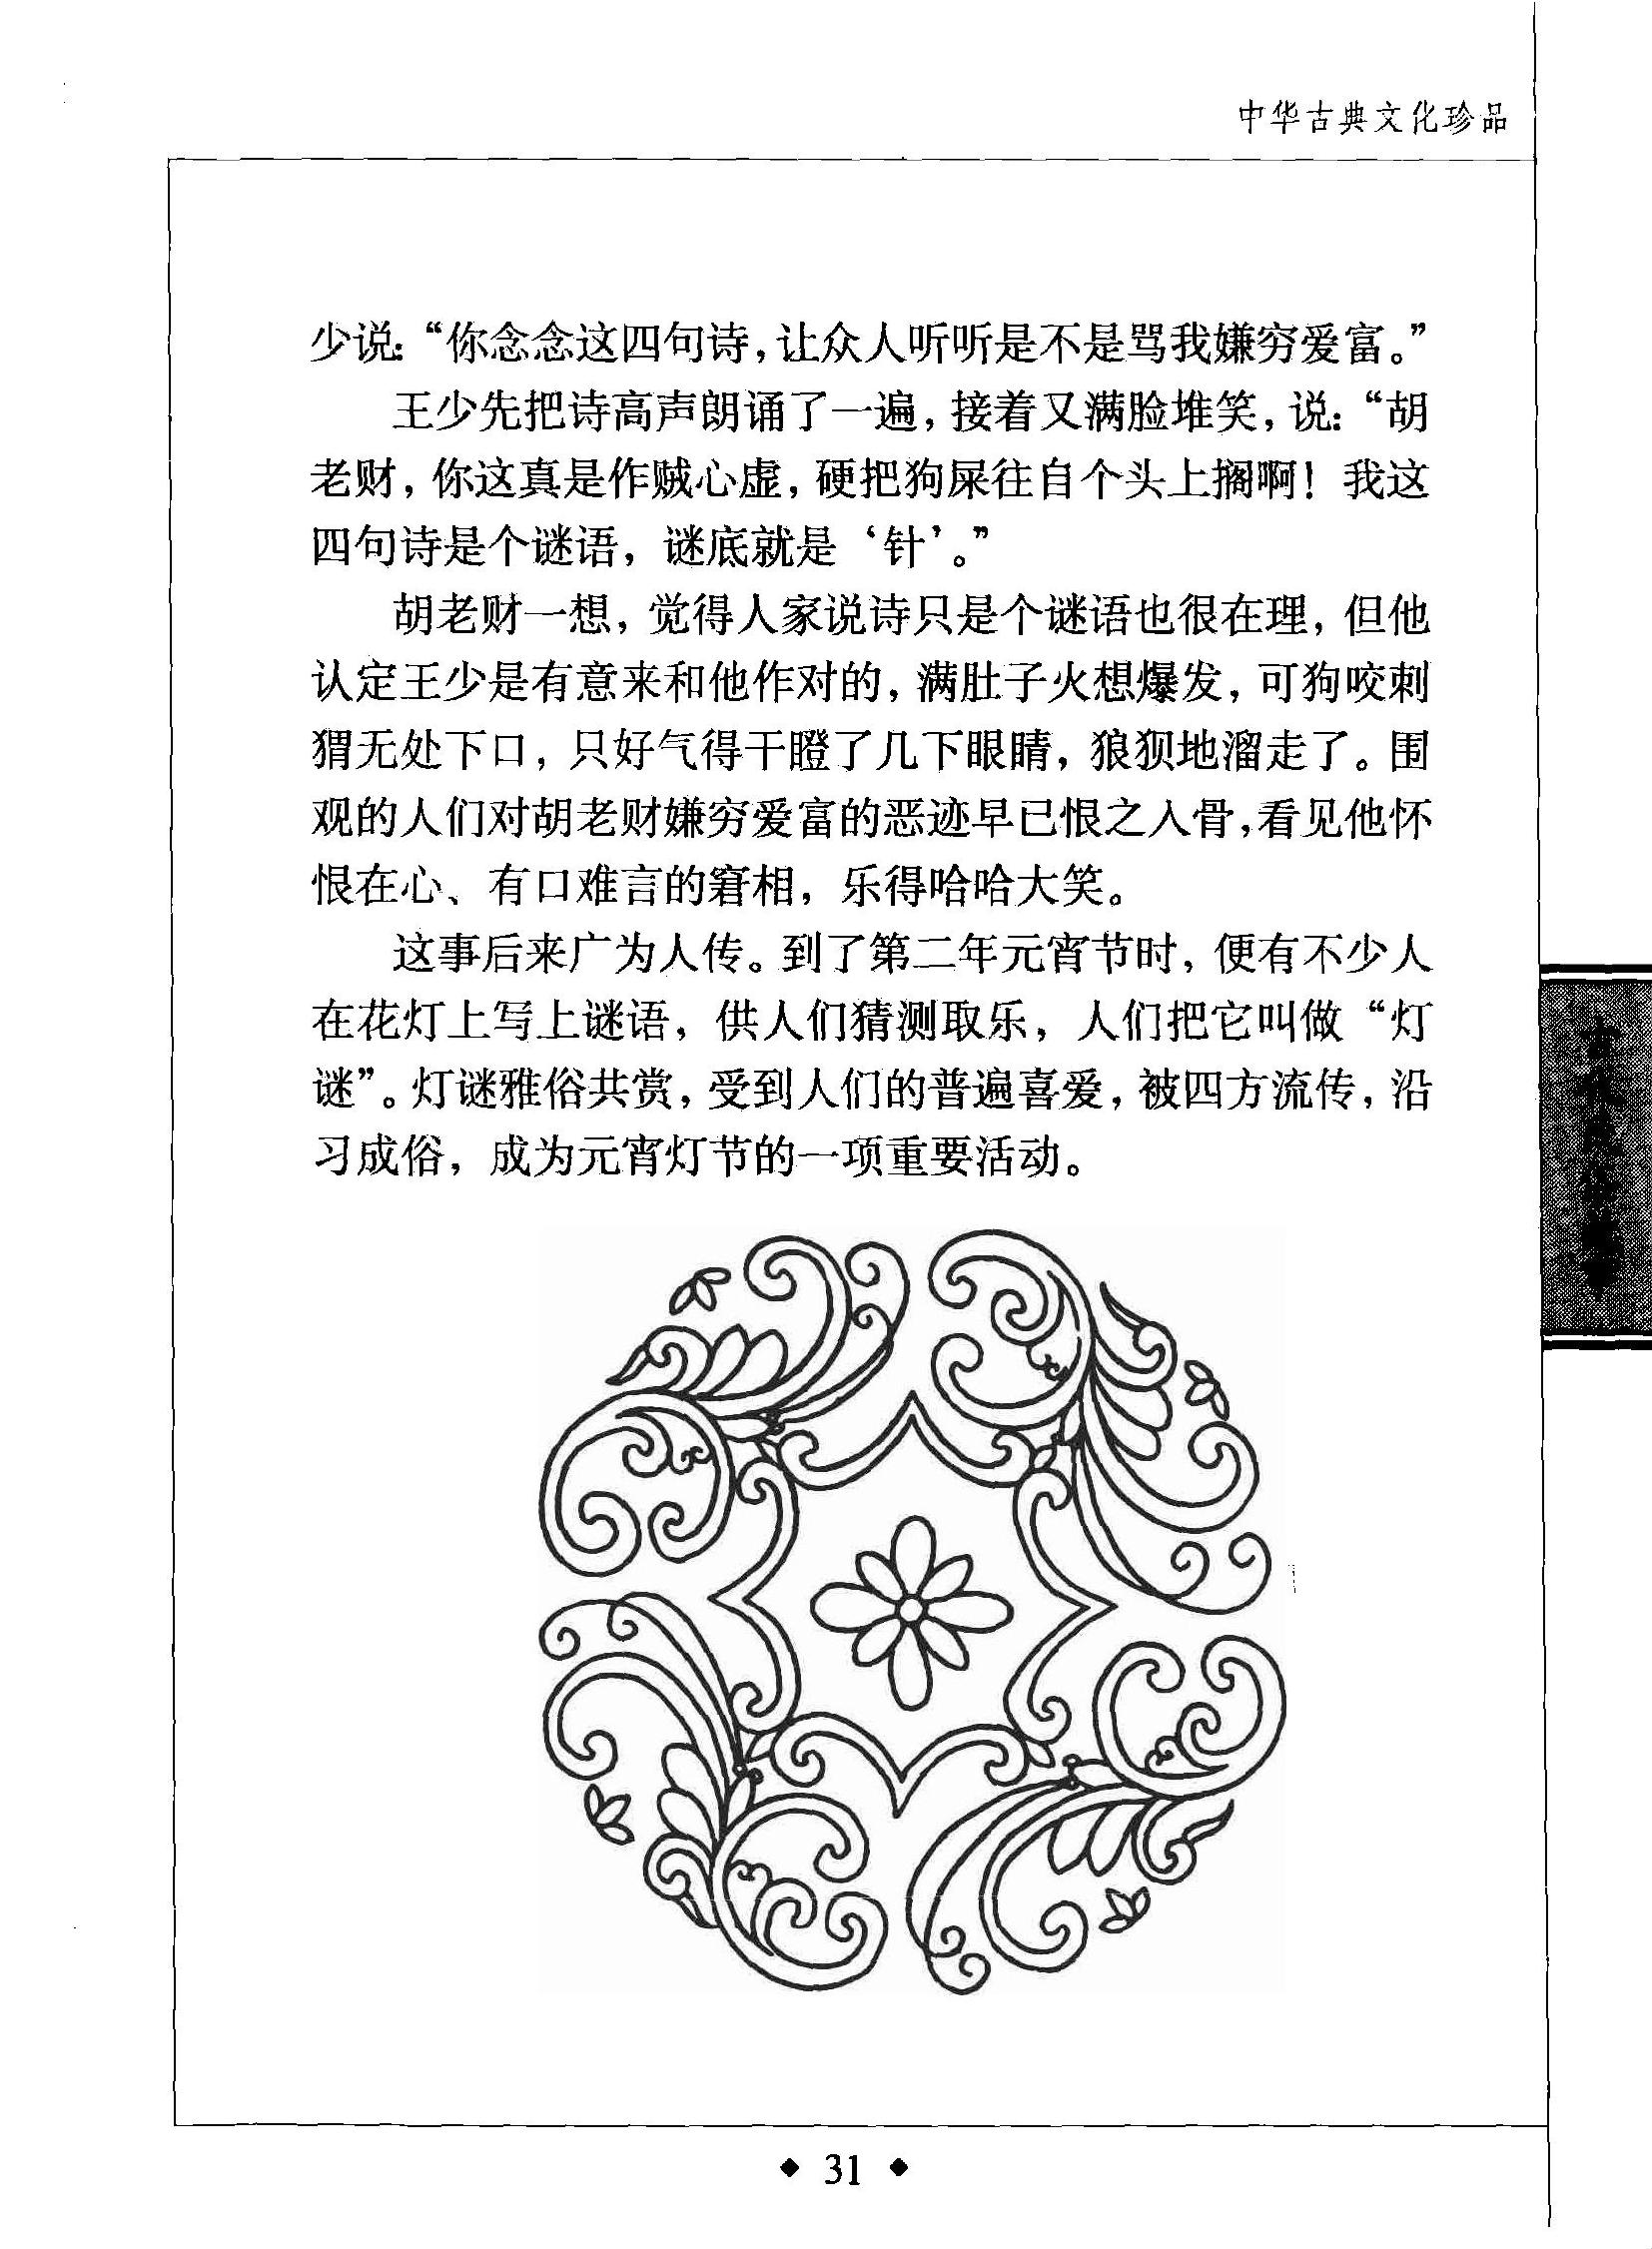 中华古典文化珍品
少说：“你念念这四句诗，让众人听听是不是骂我嫌穷爱富。”
王少先把诗高声朗诵了一遍，接着又满脸堆笑，说：“胡
老财，你这真是作贼心虚，硬把狗屎往自个头上搁啊！我这
四句诗是个谜语，谜底就是‘针’。”
胡老财一想，觉得人家说诗只是个谜语也很在理，但他
认定王少是有意来和他作对的，满肚子火想爆发，可狗咬刺
猬无处下口，只好气得干瞪了几下眼睛，狼狈地溜走了。围
观的人们对胡老财嫌穷爱富的恶迹早已恨之入骨，看见他怀
恨在心、有口难言的窘相，乐得哈哈大笑。
这事后来广为人传。到了第二年元宵节时，便有不少人
在花灯上写上谜语，供人们猜测取乐，人们把它叫做“灯
谜”。灯谜雅俗共赏，受到人们的普遍喜爱，被四方流传，沿
习成俗，成为元宵灯节的一项重要活动。
31